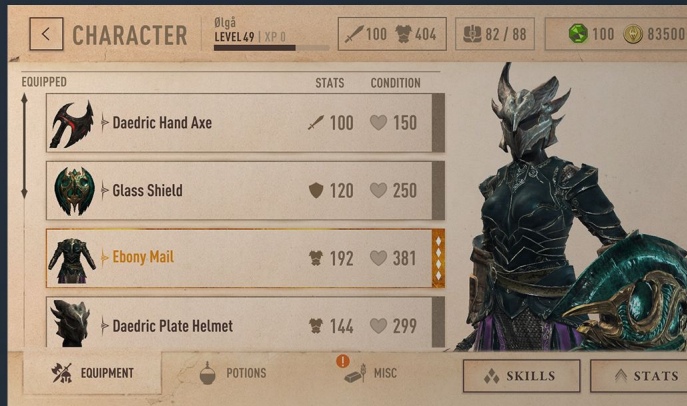 CHARACTER
Ølgå
LEVEL 49 | XP 0
100 404
82 / 88
100 83500
EQUIPPED STATS CONDITION
Daedric Hand Axe 100 150
Glass Shield 120 250
Ebony Mail 192 381
Daedric Plate Helmet 144 299
EQUIPMENT POTIONS ! MISC SKILLS STATS